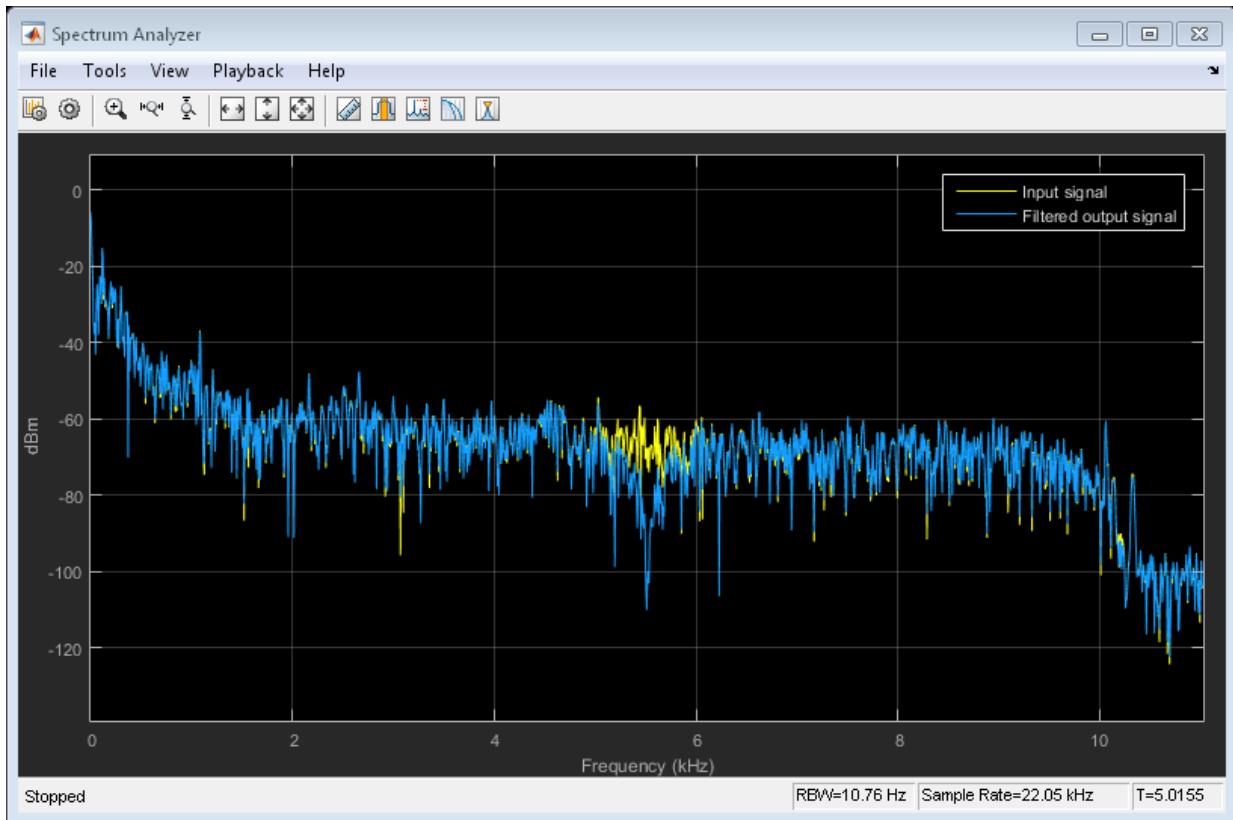 Spectrum Analyzer
File Tools View Playback Help
Input signal
Filtered output signal
0
-20
-40
-60
-80
-100
-120
dBm
0 2 4 6 8 10
Frequency (kHz)
Stopped RBW=10.76 Hz Sample Rate=22.05 kHz T=5.0155